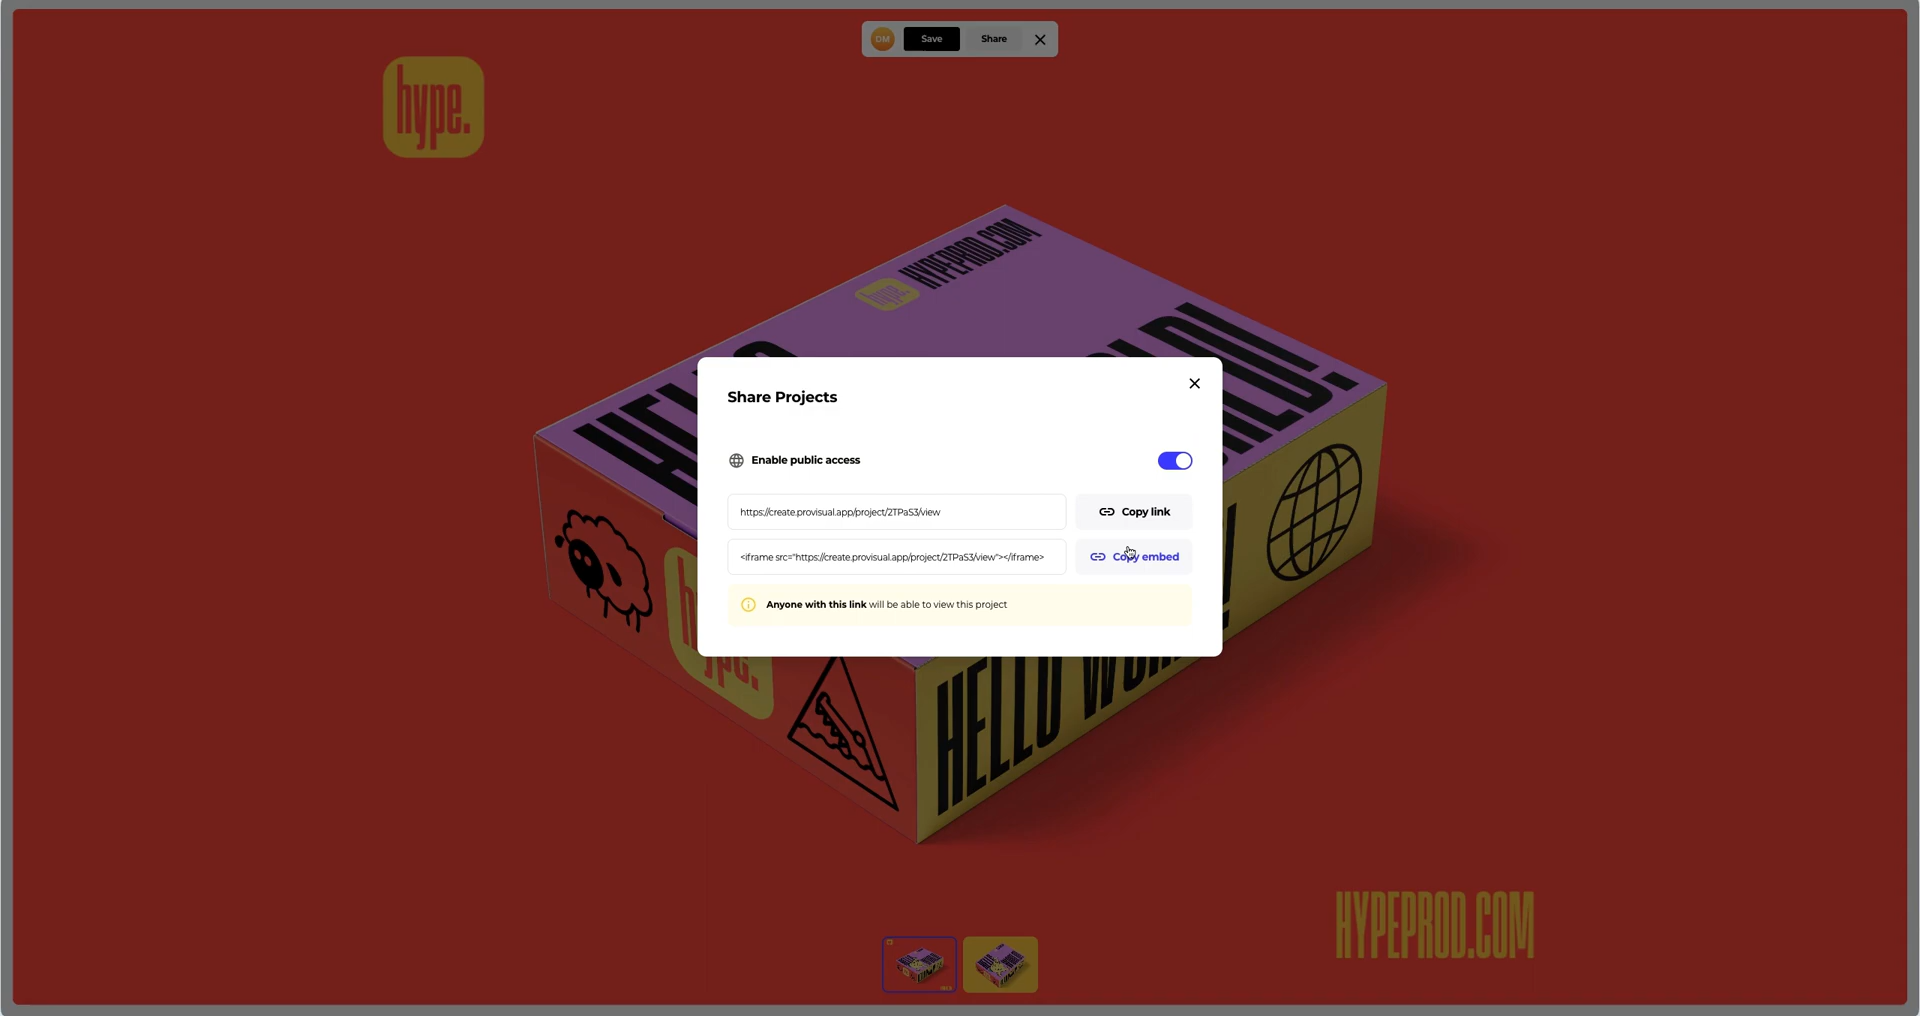 DM Save Share
hype.
HYPEPROD.COM
hype.
Share Projects
Enable public access
https://create.provisual.app/project/2TPaS3/view
Copy link
<iframe src="https://create.provisual.app/project/2TPaS3/view"></iframe>
Copy embed
Anyone with this link will be able to view this project
hype.
HELLO
HYPEPROD.COM